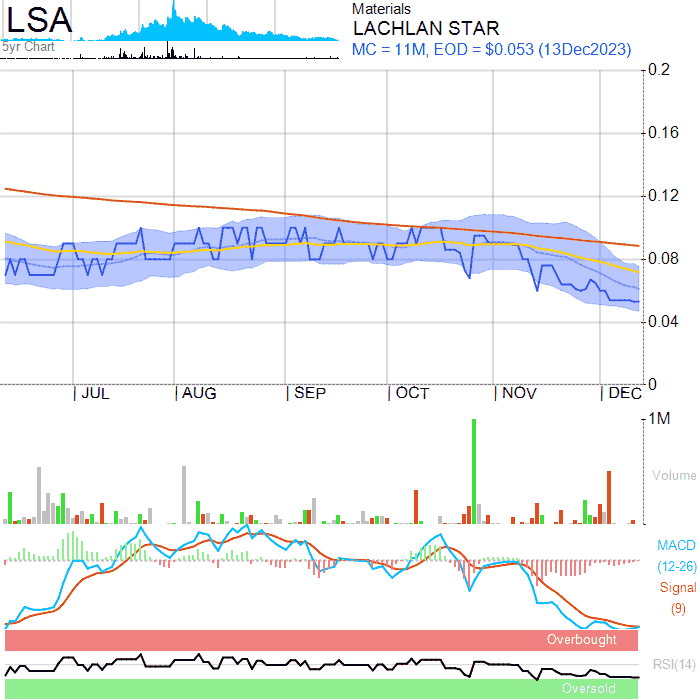 LSA
5yr Chart
Materials
LACHLAN STAR
MC = 11M, EOD = $0.053 (13Dec2023)
0.2
0.16
0.12
0.08
0.04
0
| JUL | AUG | SEP | OCT | NOV | DEC
1M
Volume
MACD
(12-26)
Signal
(9)
Overbought
RSI(14)
Oversold